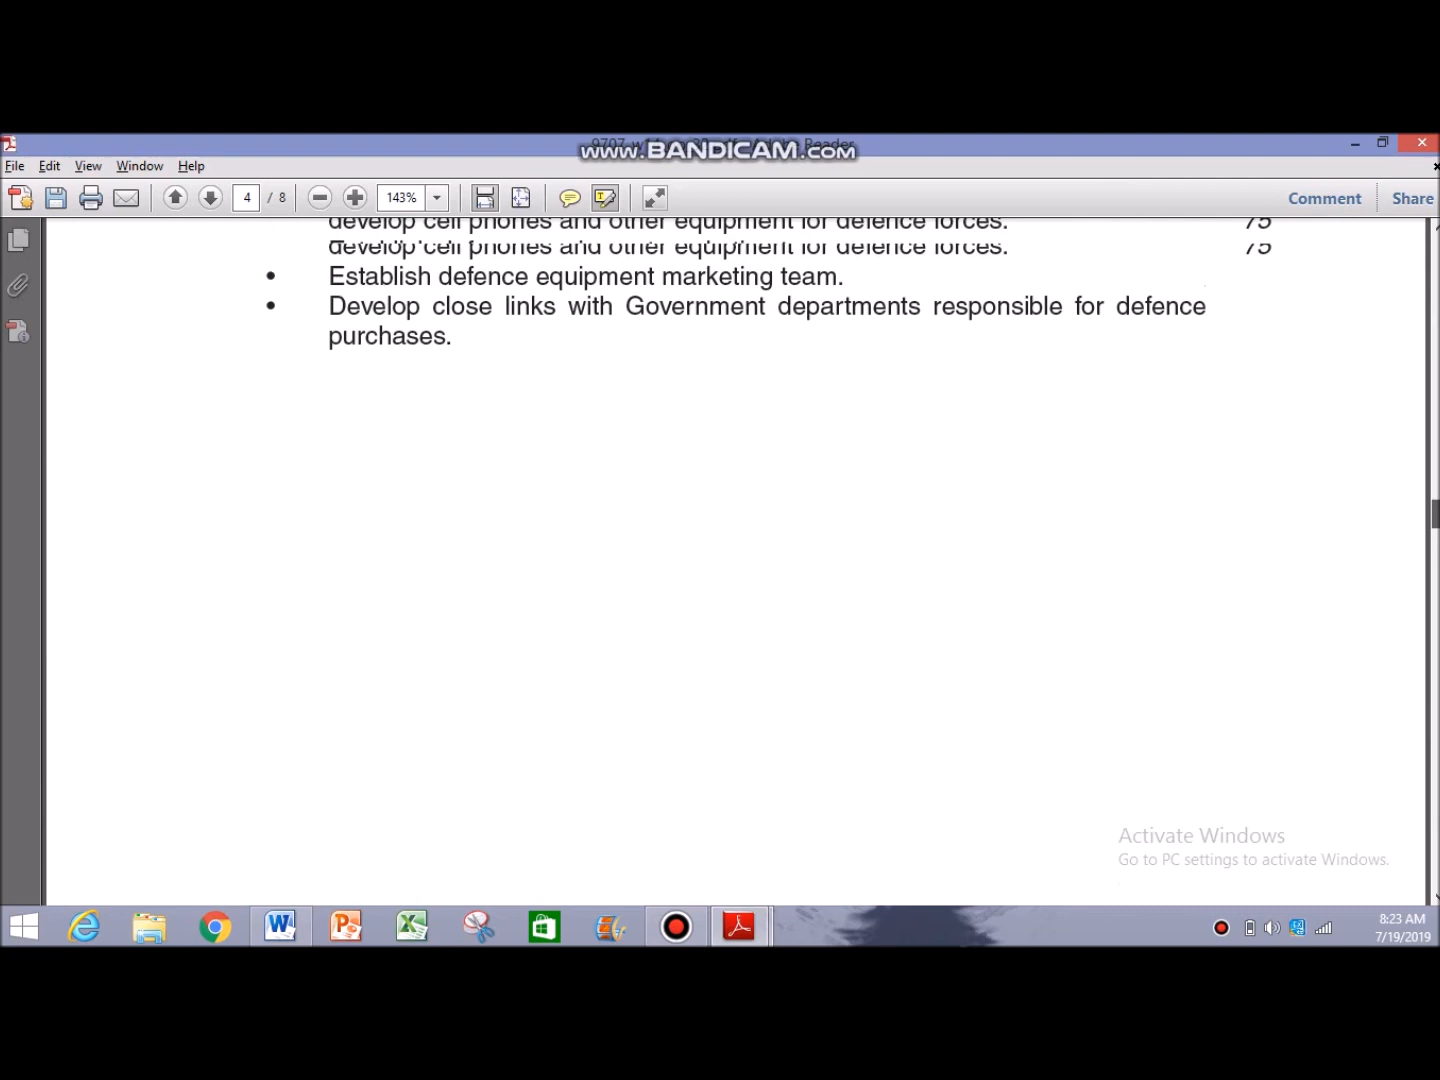 www.BANDICAM.com
File Edit View Window Help
4 / 8 143% Comment Share
develop cell phones and other equipment for defence forces. 75
develop cell phones and other equipment for defence forces. 75
• Establish defence equipment marketing team.
• Develop close links with Government departments responsible for defence
purchases.
Activate Windows
Go to PC settings to activate Windows.
8:23 AM
7/19/2019